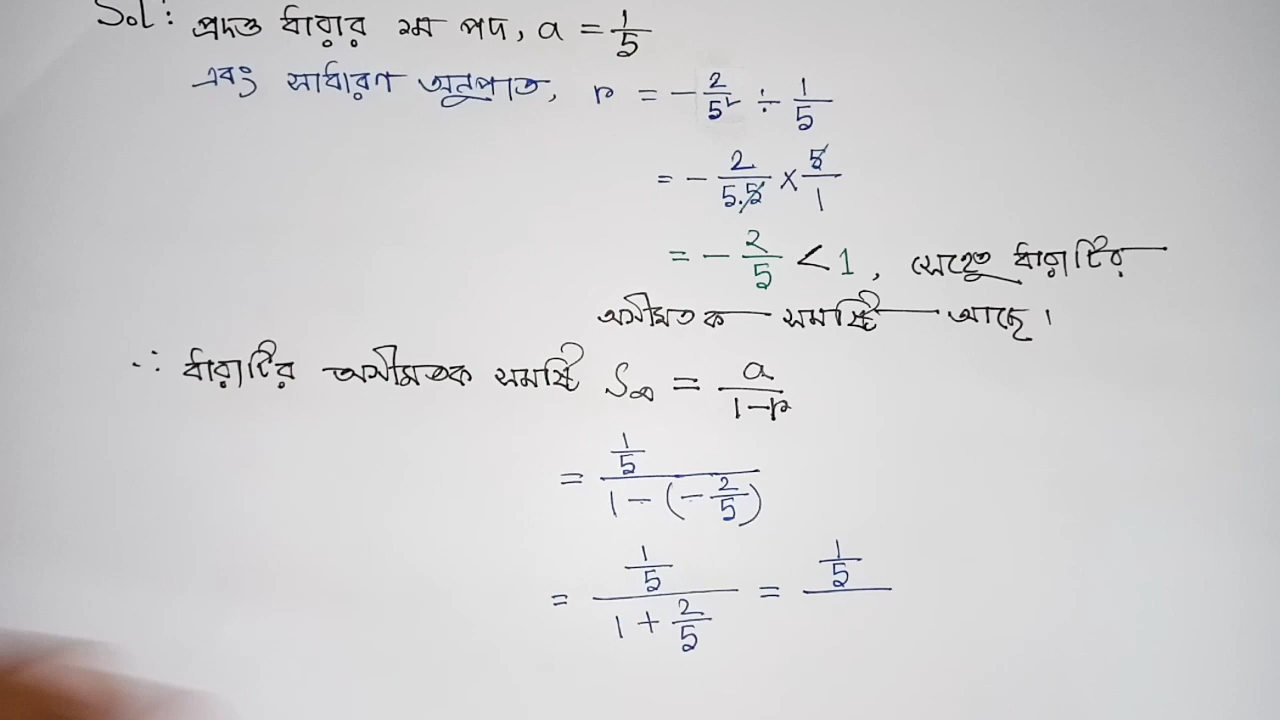 Sol: প্রদত্ত ধারার ১ম পদ, a = 1/5
এবং সাধারণ অনুপাত, r = - 2/5² ÷ 1/5
= - 2/5.5 × 5/1
= - 2/5 < 1, সেহেতু ধারাটির
অসীমতক সমষ্টি আছে।
∴ ধারাটির অসীমতক সমষ্টি S∞ = a/1-r
= 1/5 / 1-(-2/5)
= 1/5 / 1+2/5 = 1/5 /